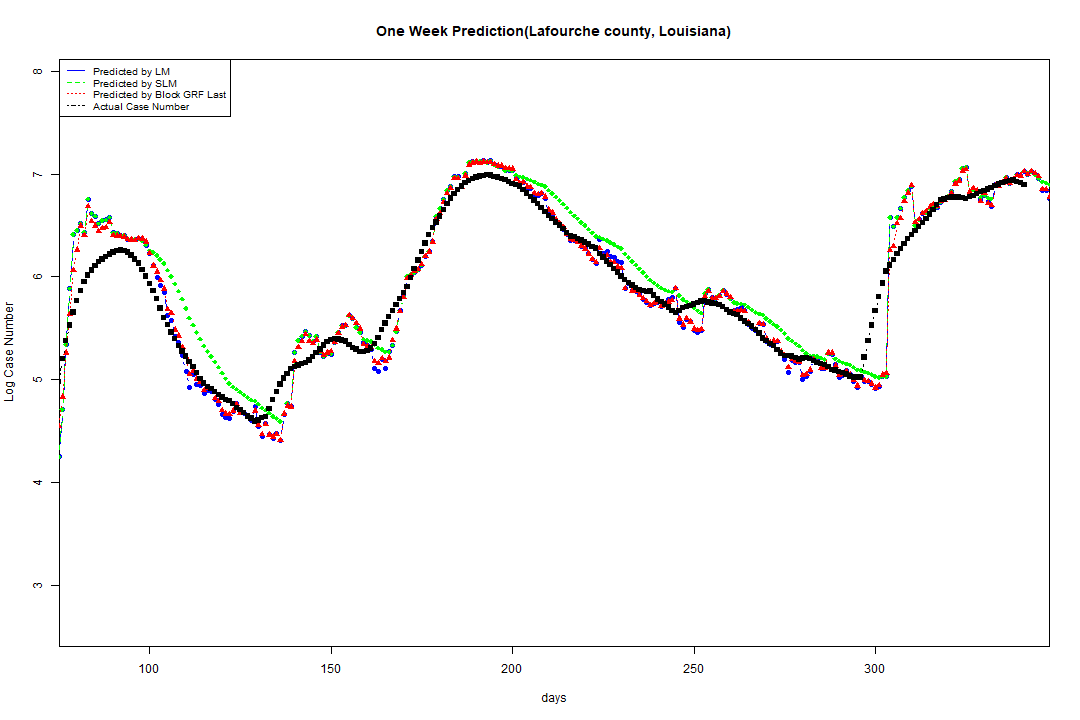 One Week Prediction(Lafourche county, Louisiana)
Predicted by LM
Predicted by SLM
Predicted by Block GRF Last
Actual Case Number
8
7
6
5
4
3
Log Case Number
100 150 200 250 300
days